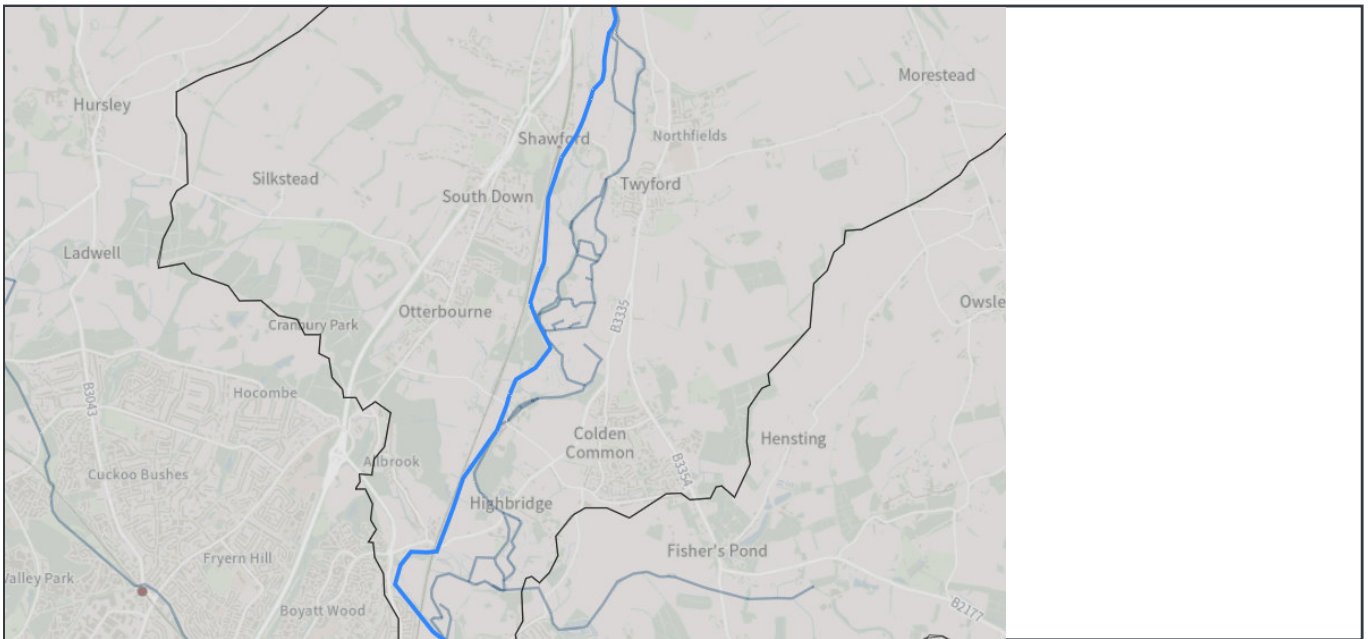 Morestead
Hursley
Northfields
Shawford
Silkstead
Twyford
South Down
Ladwell
Owsle
Otterbourne
B3335
Cranbury Park
Hocombe
B3043
Colden
Common
Hensting
Allbrook
B3354
Cuckoo Bushes
Highbridge
Fisher's Pond
Fryern Hill
Valley Park
B2177
Boyatt Wood